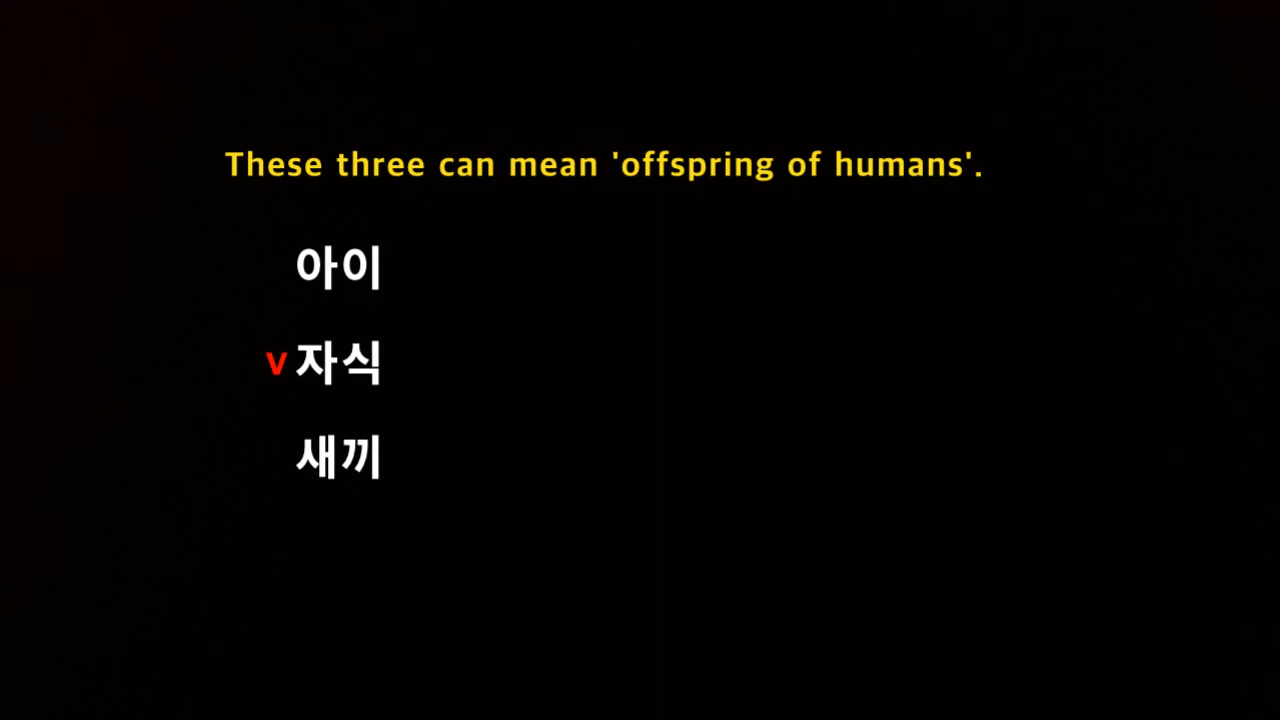 These three can mean 'offspring of humans'.
아이
v 자식
새끼